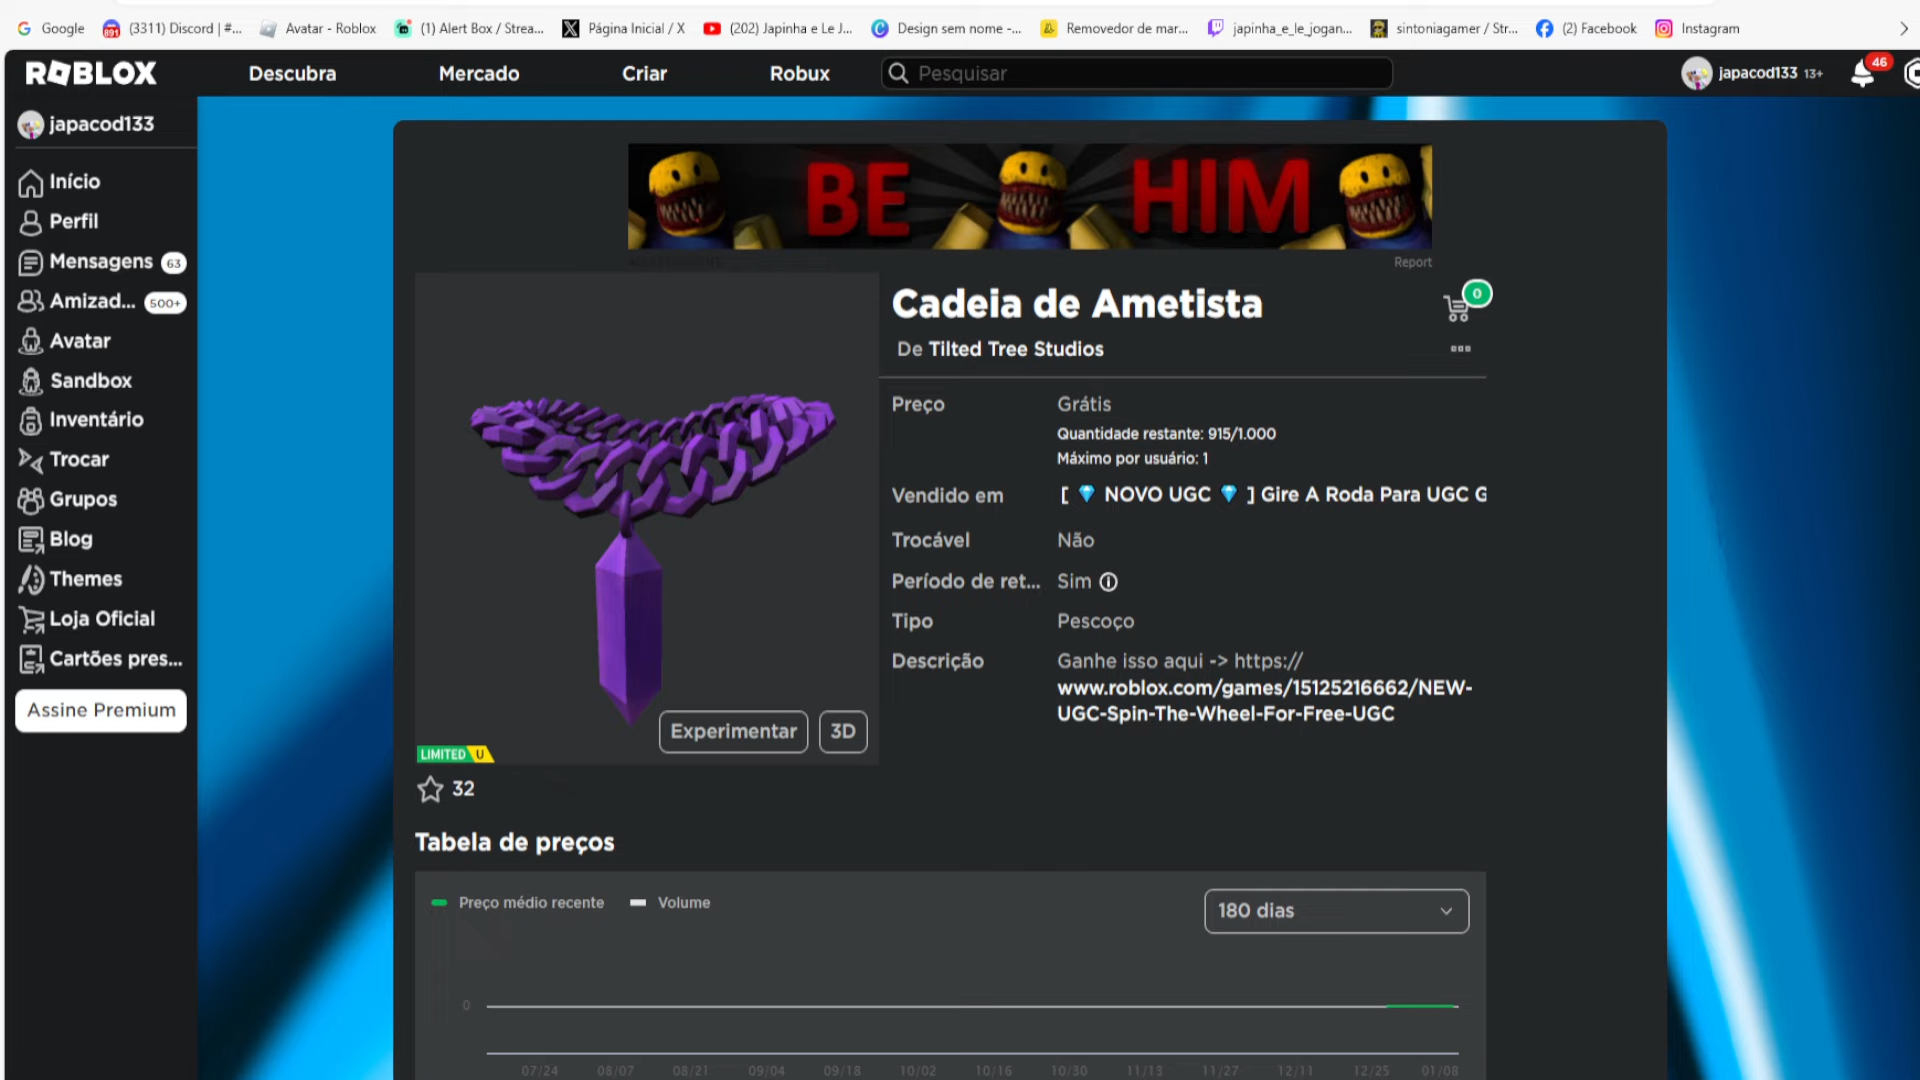 Google (3311) Discord | #... Avatar - Roblox (1) Alert Box / Strea... Página Inicial / X (202) Japinha e Le J... Design sem nome -... Removedor de mar... japinha_e_le_jogan... sintoniagamer / Str... (2) Facebook Instagram
ROBLOX Descubra Mercado Criar Robux Pesquisar japacod133 13+ 46
japacod133
Início
Perfil
Mensagens 63
Amizad... 500+
Avatar
Sandbox
Inventário
Trocar
Grupos
Blog
Themes
Loja Oficial
Cartões pres...
Assine Premium
BE HIM
Report
Cadeia de Ametista
0
De Tilted Tree Studios
Preço Grátis
Quantidade restante: 915/1.000
Máximo por usuário: 1
Vendido em [ 💎 NOVO UGC 💎 ] Gire A Roda Para UGC G
Trocável Não
Período de ret... Sim
Tipo Pescoço
Descrição Ganhe isso aqui -> https://
www.roblox.com/games/15125216662/NEW-
UGC-Spin-The-Wheel-For-Free-UGC
Experimentar 3D
LIMITED U
32
Tabela de preços
Preço médio recente Volume 180 dias
0
07/24 08/07 08/21 09/04 09/18 10/02 10/16 10/30 11/13 11/27 12/11 12/25 01/08